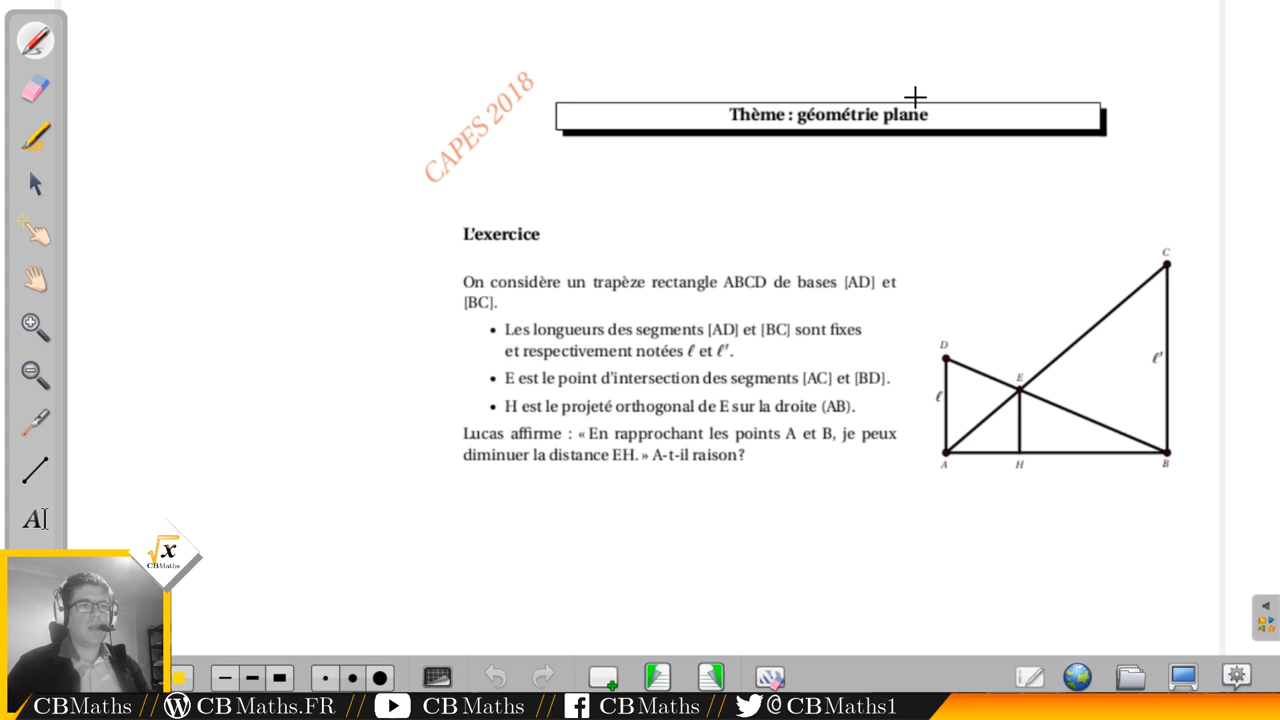 CAPES 2018
Thème : géométrie plane
L'exercice
On considère un trapèze rectangle ABCD de bases [AD] et
[BC].
• Les longueurs des segments [AD] et [BC] sont fixes
et respectivement notées ℓ et ℓ′.
• E est le point d'intersection des segments [AC] et [BD].
• H est le projeté orthogonal de E sur la droite (AB).
Lucas affirme : « En rapprochant les points A et B, je peux
diminuer la distance EH. » A-t-il raison?
C
D
ℓ′
E
ℓ
A
H
B
AI
√x
CBMaths
CBMaths // CBMaths.FR // CBMaths // CBMaths // @CBMaths1